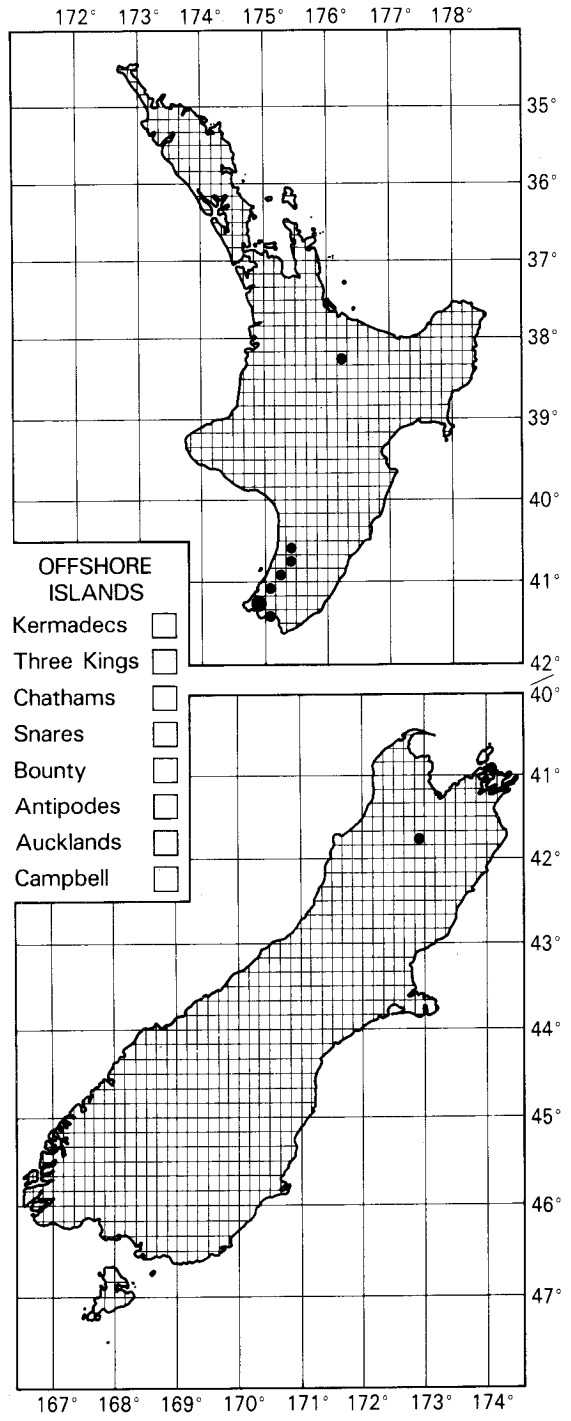 172° 173° 174° 175° 176° 177° 178°
35°
36°
37°
38°
39°
40°
41°
42°
OFFSHORE
ISLANDS
Kermadecs
Three Kings
Chathams
Snares
Bounty
Antipodes
Aucklands
Campbell
40°
41°
42°
43°
44°
45°
46°
47°
167° 168° 169° 170° 171° 172° 173° 174°